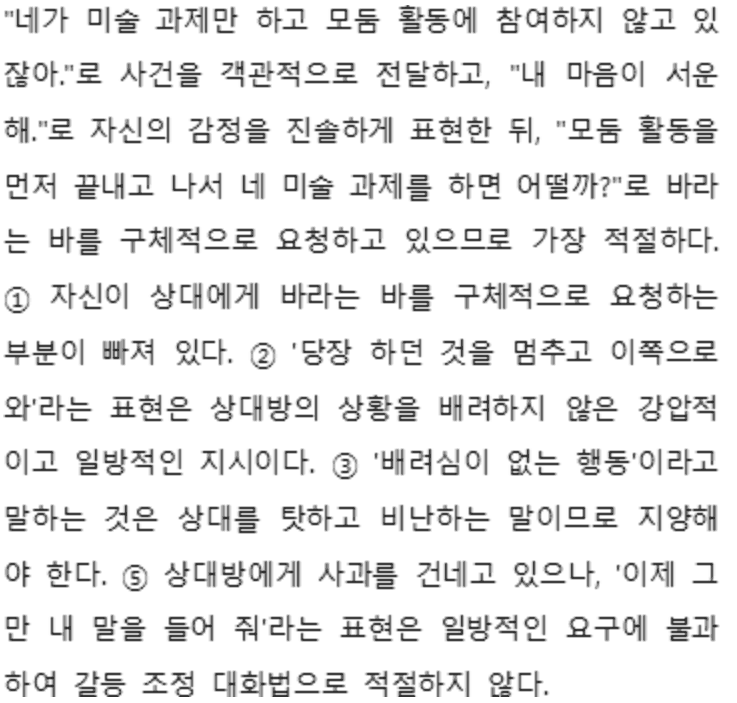 "네가 미술 과제만 하고 모둠 활동에 참여하지 않고 있
잖아."로 사건을 객관적으로 전달하고, "내 마음이 서운
해."로 자신의 감정을 진솔하게 표현한 뒤, "모둠 활동을
먼저 끝내고 나서 네 미술 과제를 하면 어떨까?"로 바라
는 바를 구체적으로 요청하고 있으므로 가장 적절하다.
① 자신이 상대에게 바라는 바를 구체적으로 요청하는
부분이 빠져 있다. ② '당장 하던 것을 멈추고 이쪽으로
와'라는 표현은 상대방의 상황을 배려하지 않은 강압적
이고 일방적인 지시이다. ③ '배려심이 없는 행동'이라고
말하는 것은 상대를 탓하고 비난하는 말이므로 지양해
야 한다. ⑤ 상대방에게 사과를 건네고 있으나, '이제 그
만 내 말을 들어 줘'라는 표현은 일방적인 요구에 불과
하여 갈등 조정 대화법으로 적절하지 않다.